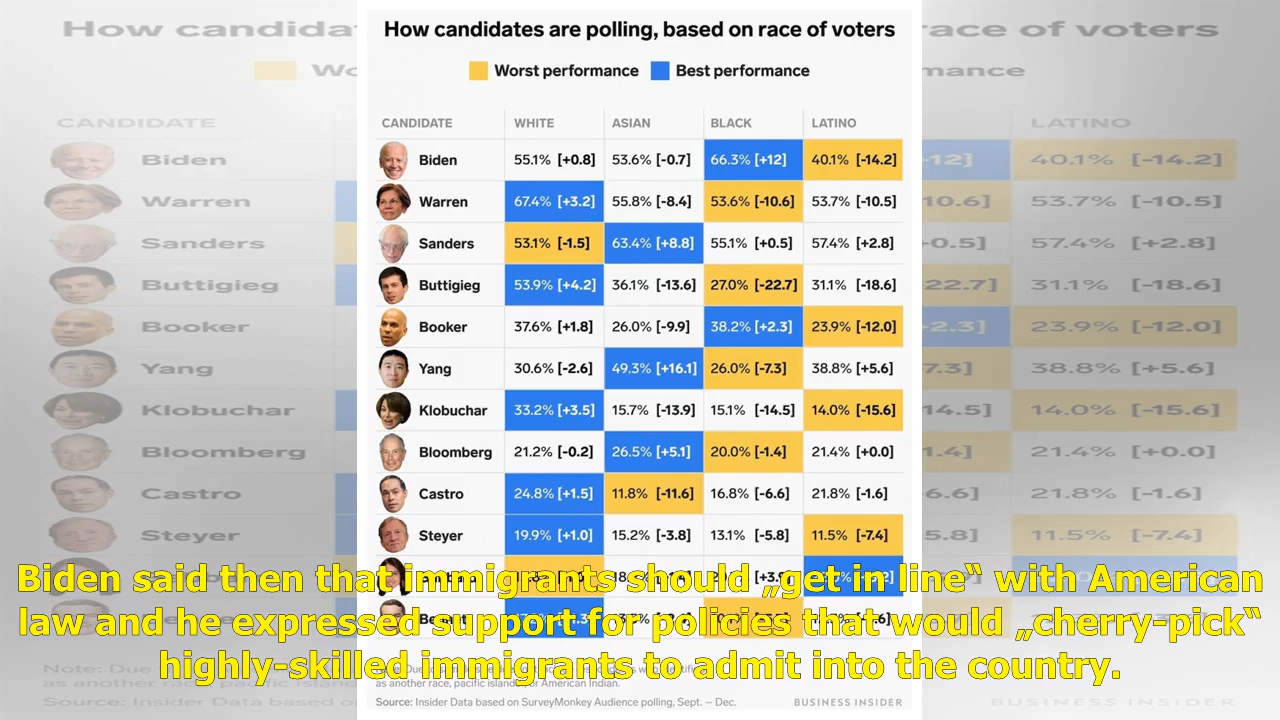 How candidates are polling, based on race of voters
Worst performance Best performance
CANDIDATE WHITE ASIAN BLACK LATINO
Biden 55.1% [+0.8] 53.6% [-0.7] 66.3% [+12] 40.1% [-14.2]
Warren 67.4% [+3.2] 55.8% [-8.4] 53.6% [-10.6] 53.7% [-10.5]
Sanders 53.1% [-1.5] 63.4% [+8.8] 55.1% [+0.5] 57.4% [+2.8]
Buttigieg 53.9% [+4.2] 36.1% [-13.6] 27.0% [-22.7] 31.1% [-18.6]
Booker 37.6% [+1.8] 26.0% [-9.9] 38.2% [+2.3] 23.9% [-12.0]
Yang 30.6% [-2.6] 49.3% [+16.1] 26.0% [-7.3] 38.8% [+5.6]
Klobuchar 33.2% [+3.5] 15.7% [-13.9] 15.1% [-14.5] 14.0% [-15.6]
Bloomberg 21.2% [-0.2] 26.5% [+5.1] 20.0% [-1.4] 21.4% [+0.0]
Castro 24.8% [+1.5] 11.8% [-11.6] 16.8% [-6.6] 21.8% [-1.6]
Steyer 19.9% [+1.0] 15.2% [-3.8] 13.1% [-5.8] 11.5% [-7.4]
Biden said then that immigrants should „get in line“ with American
law and he expressed support for policies that would „cherry-pick“
highly-skilled immigrants to admit into the country.
as another race, pacific islander, or American Indian.
Source: Insider Data based on SurveyMonkey Audience polling, Sept. – Dec. BUSINESS INSIDER